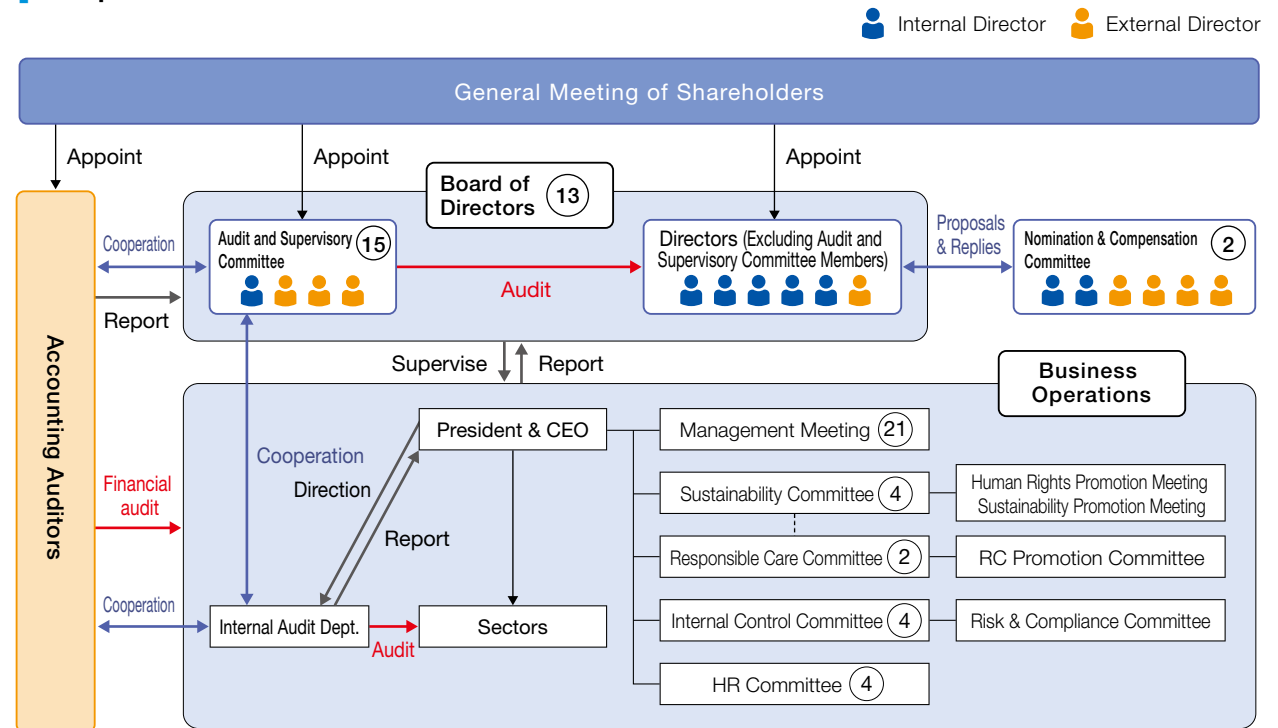 Internal Director
External Director
General Meeting of Shareholders
Appoint
Appoint
Appoint
Board of
Directors
13
Cooperation
Audit and Supervisory
Committee
15
Audit
Directors (Excluding Audit and
Supervisory Committee Members)
Proposals
& Replies
Nomination & Compensation
Committee
2
Report
Accounting Auditors
Supervise
Report
Business
Operations
President & CEO
Management Meeting 21
Cooperation
Direction
Report
Financial
audit
Sustainability Committee 4
Human Rights Promotion Meeting
Sustainability Promotion Meeting
Responsible Care Committee 2
RC Promotion Committee
Cooperation
Internal Audit Dept.
Audit
Sectors
Internal Control Committee 4
Risk & Compliance Committee
HR Committee 4